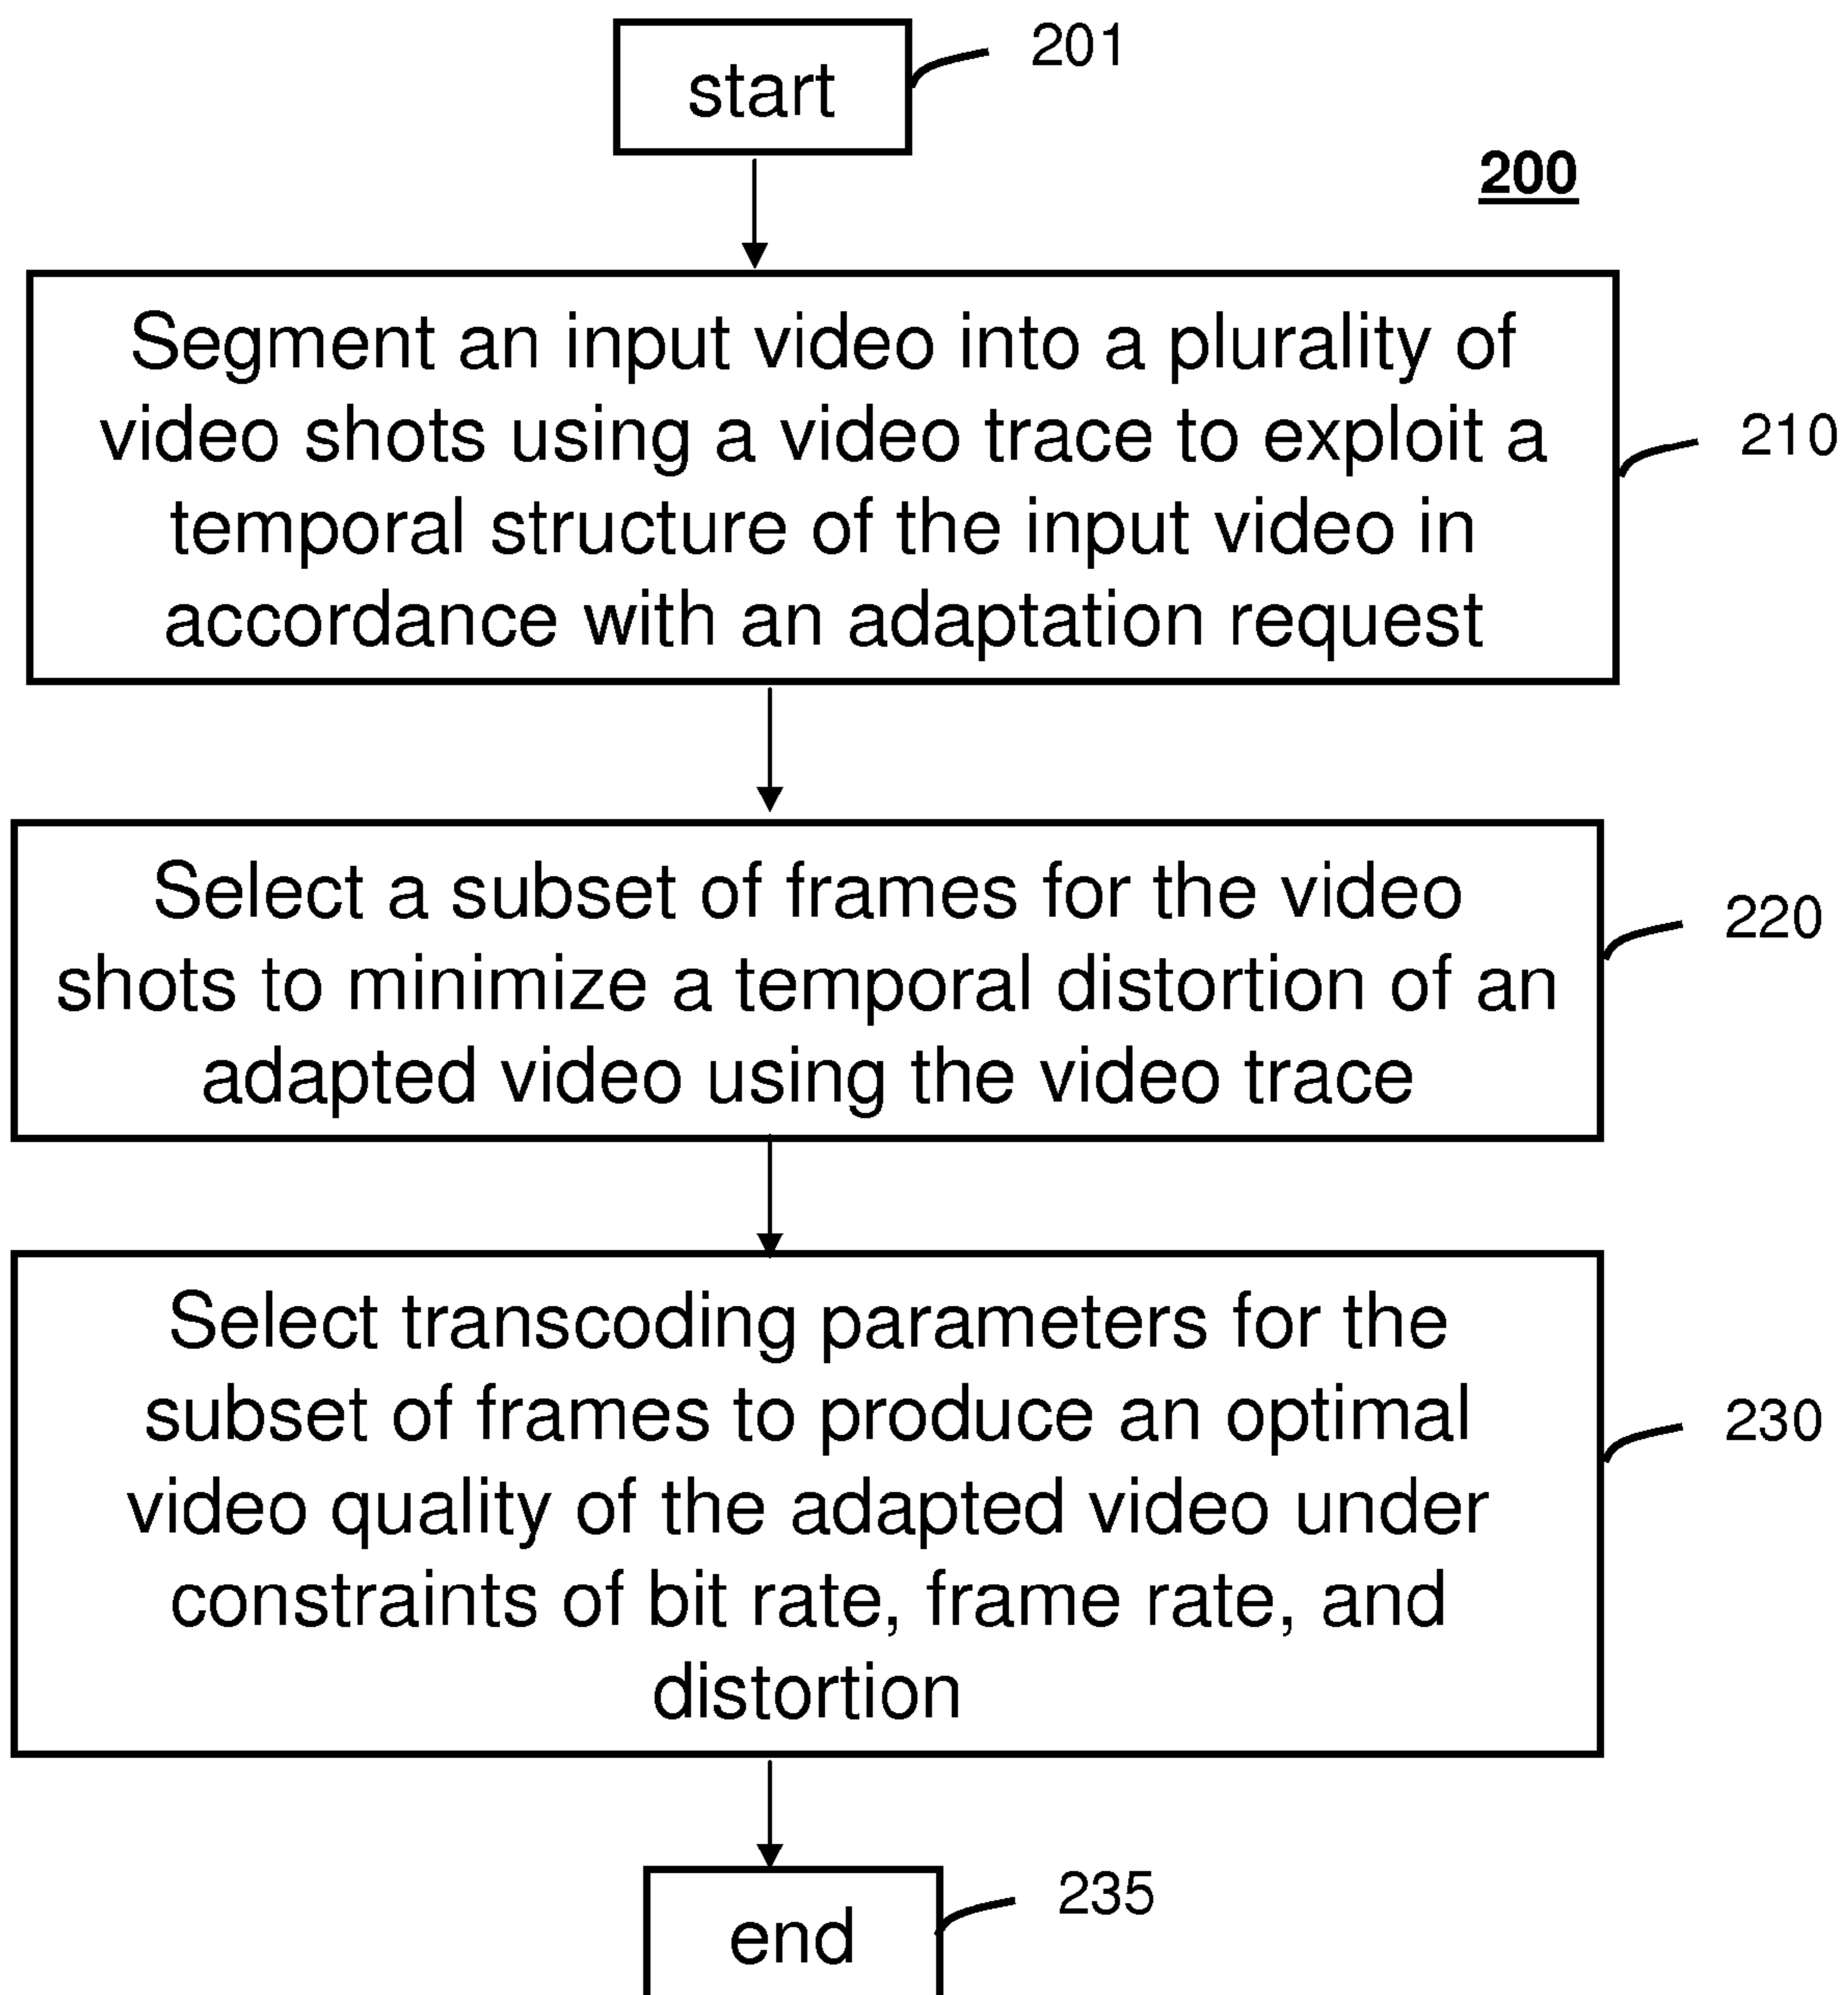 start
201
200
Segment an input video into a plurality of
video shots using a video trace to exploit a
temporal structure of the input video in
accordance with an adaptation request
210
Select a subset of frames for the video
shots to minimize a temporal distortion of an
adapted video using the video trace
220
Select transcoding parameters for the
subset of frames to produce an optimal
video quality of the adapted video under
constraints of bit rate, frame rate, and
distortion
230
end
235